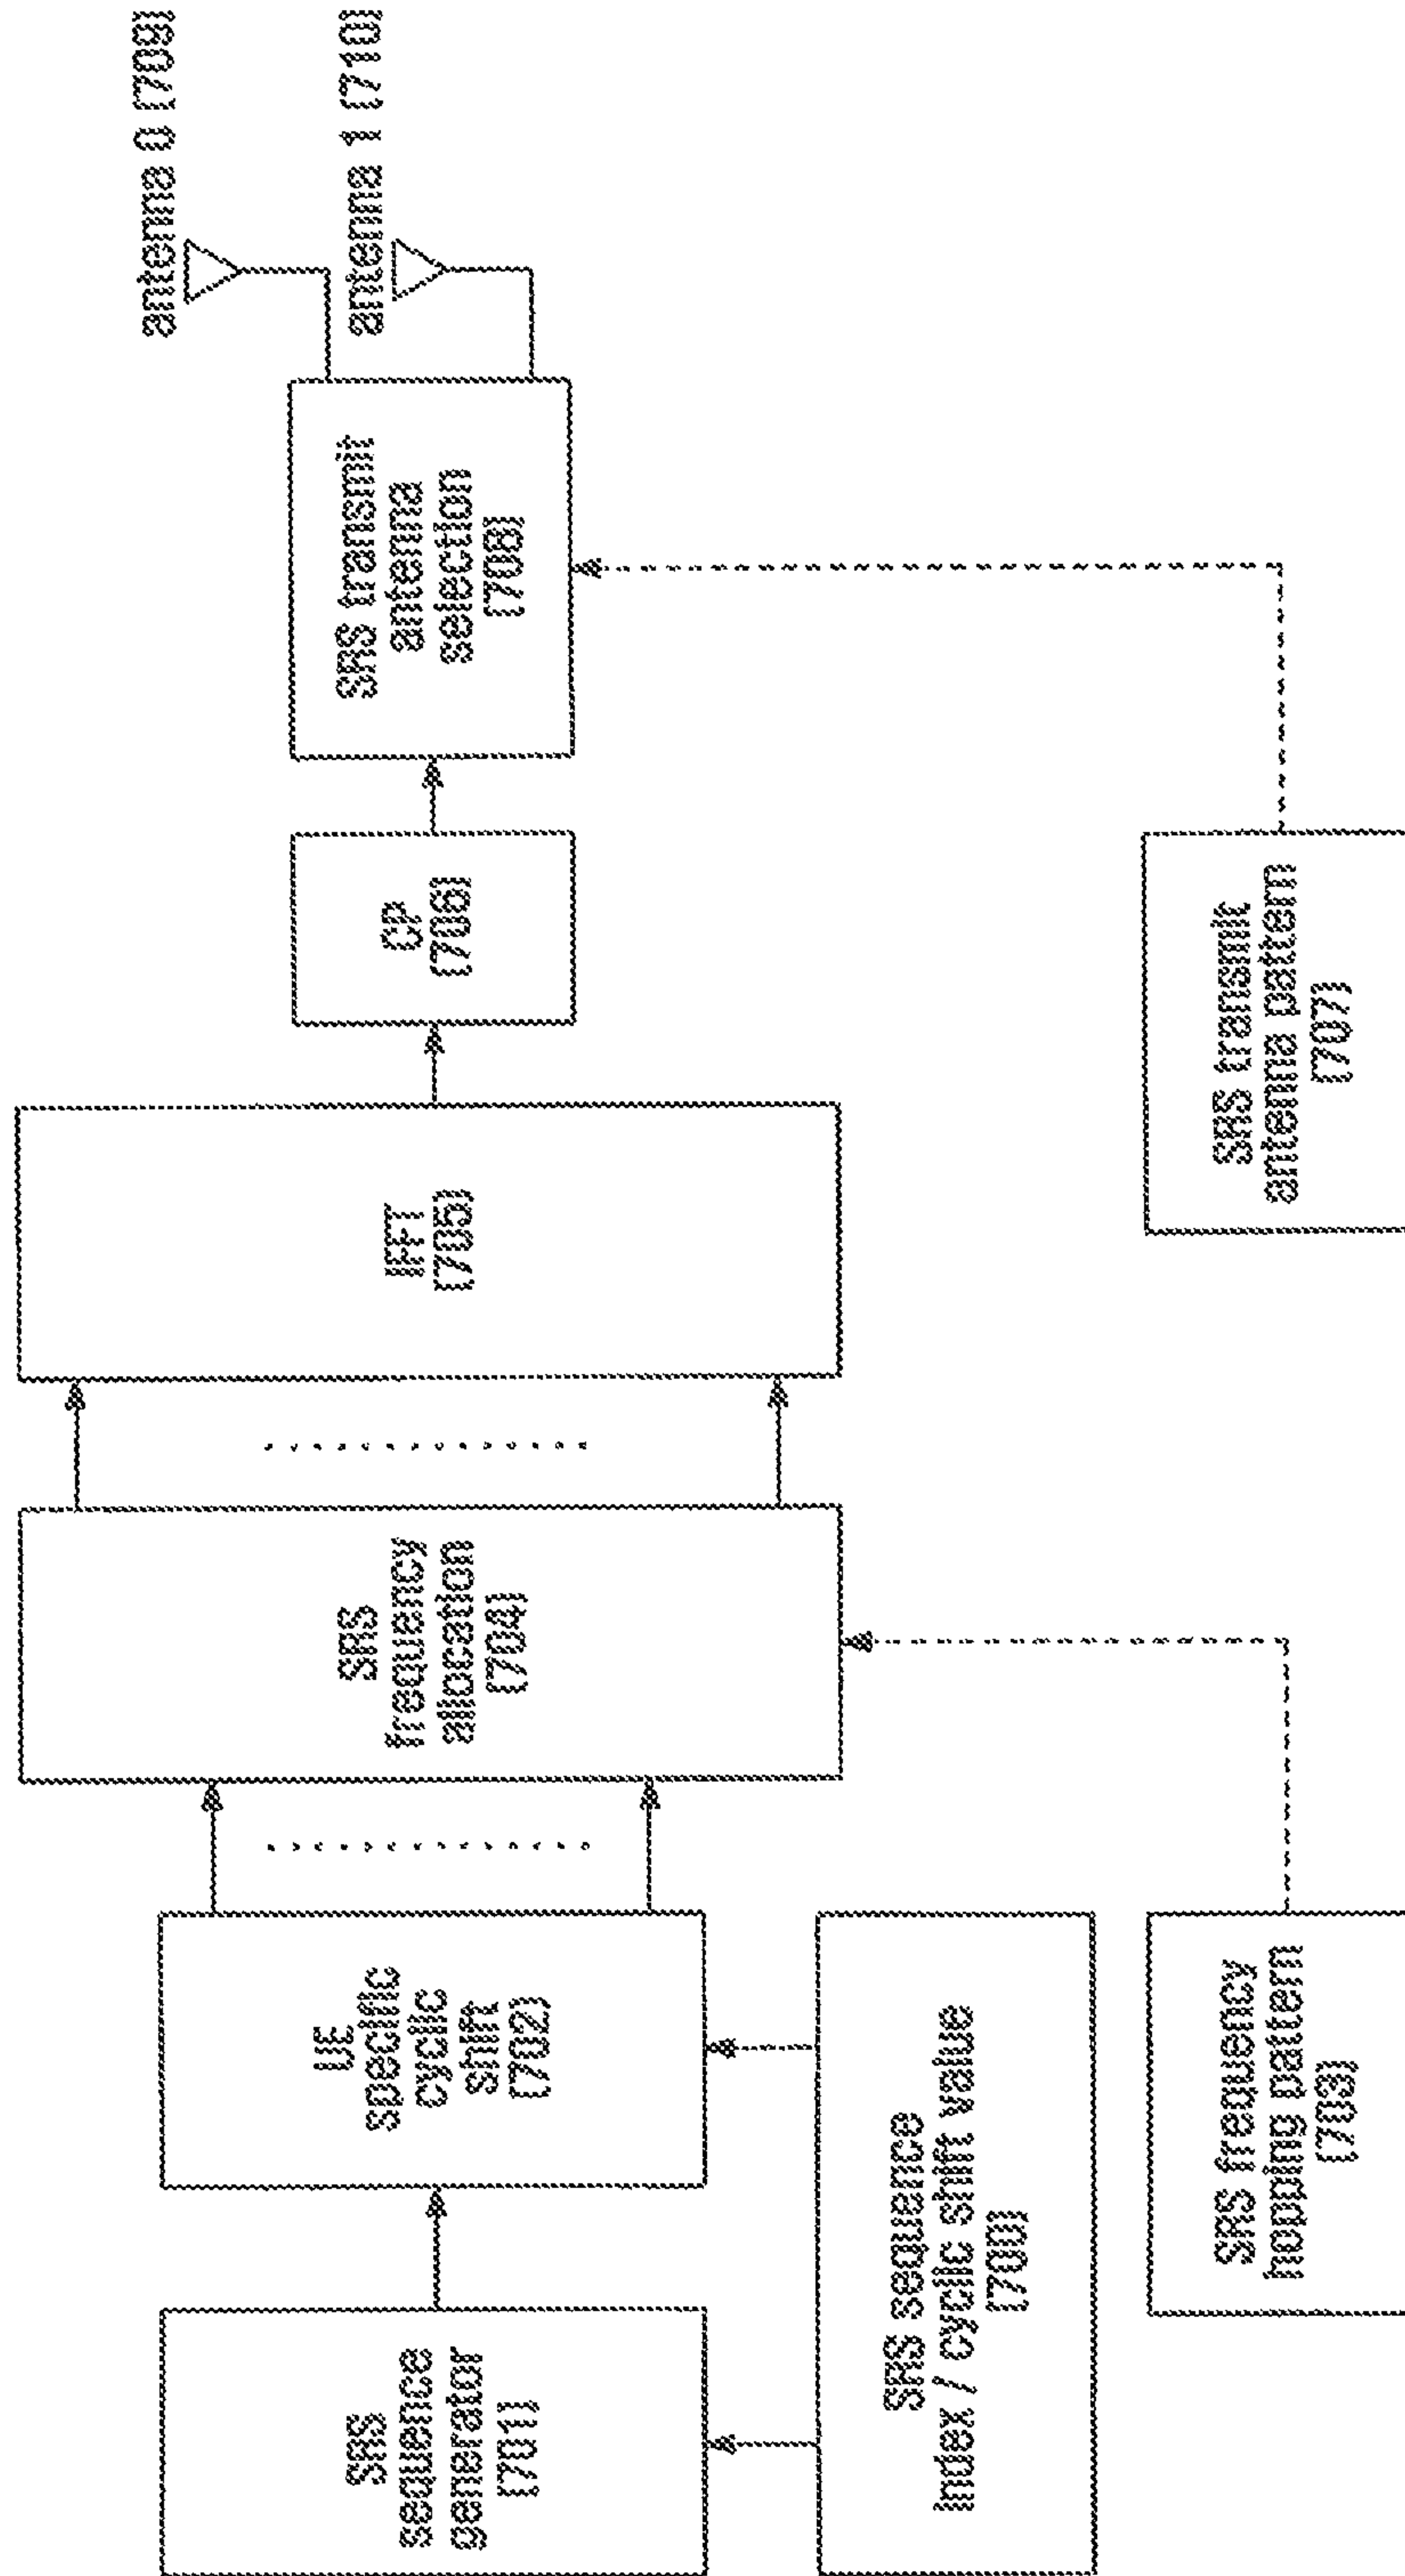 SRS
sequence
generator
(701)
UE
specific
cyclic
shift
(702)
SRS
frequency
allocation
(704)
IFFT
(705)
CP
(706)
SRS transmit
antenna
selection
(708)
antenna 0 (709)
antenna 1 (710)
SRS sequence
index / cyclic shift value
(700)
SRS frequency
hopping pattern
(703)
SRS transmit
antenna pattern
(707)